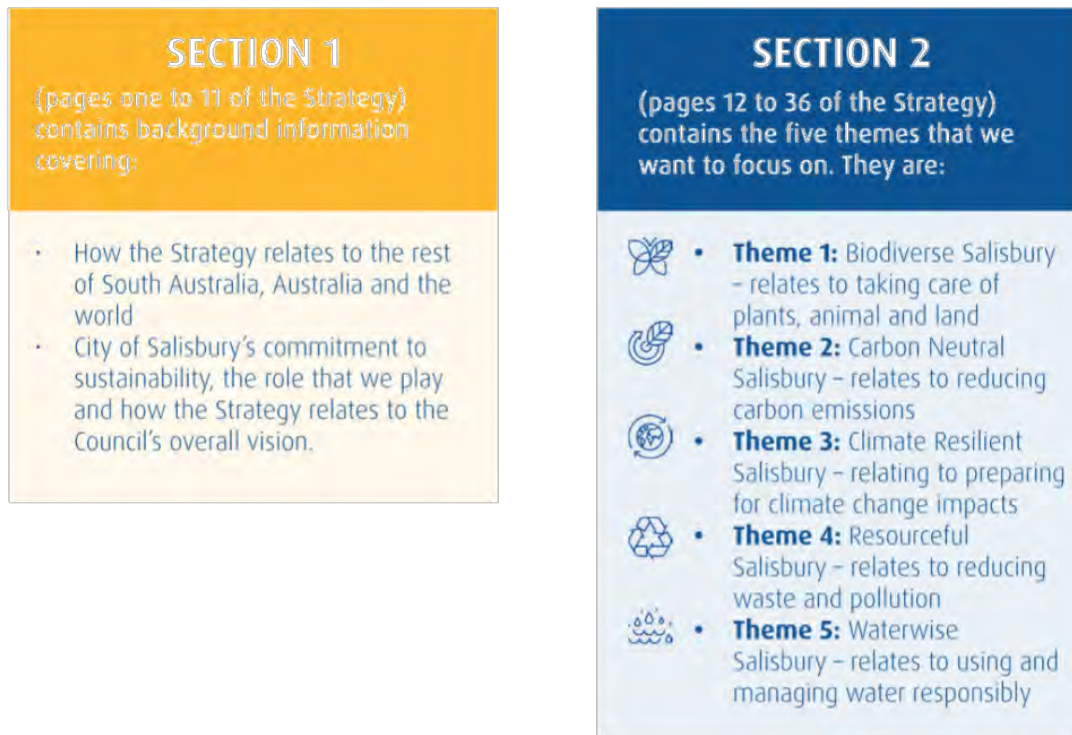 SECTION 1
(pages one to 11 of the Strategy)
contains background information
covering:
· How the Strategy relates to the rest
of South Australia, Australia and the
world
· City of Salisbury's commitment to
sustainability, the role that we play
and how the Strategy relates to the
Council's overall vision.
SECTION 2
(pages 12 to 36 of the Strategy)
contains the five themes that we
want to focus on. They are:
• Theme 1: Biodiverse Salisbury
– relates to taking care of
plants, animal and land
• Theme 2: Carbon Neutral
Salisbury – relates to reducing
carbon emissions
• Theme 3: Climate Resilient
Salisbury – relating to preparing
for climate change impacts
• Theme 4: Resourceful
Salisbury – relates to reducing
waste and pollution
• Theme 5: Waterwise
Salisbury – relates to using and
managing water responsibly